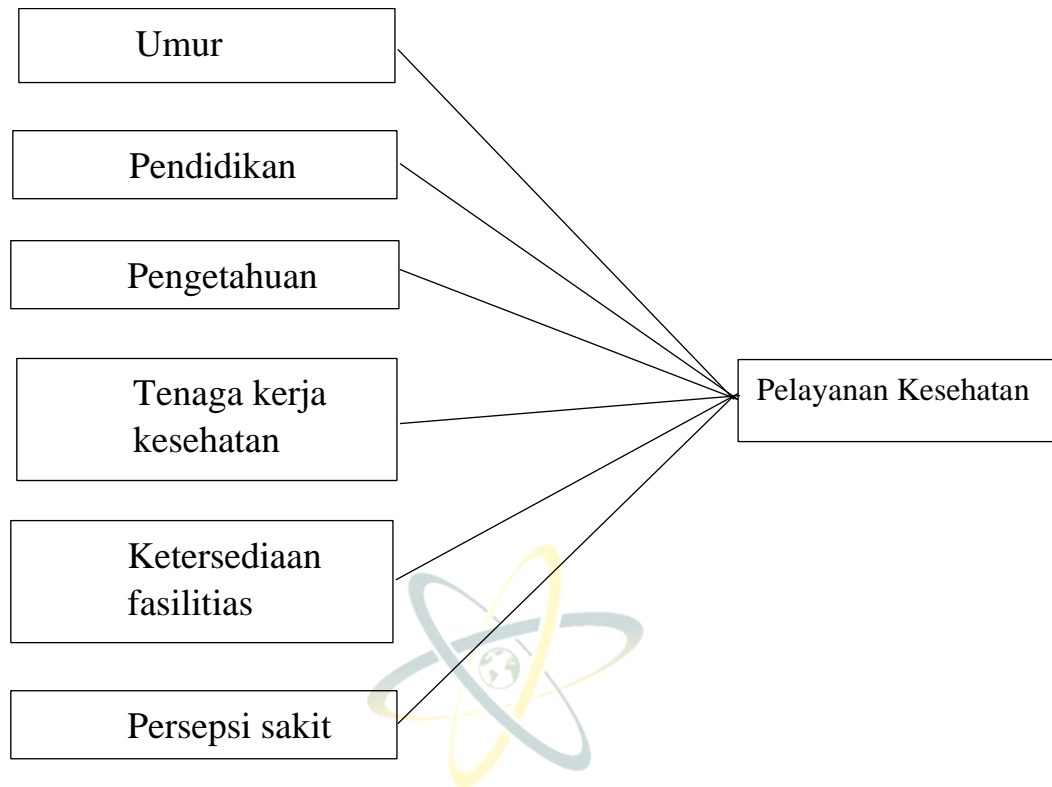 Umur
Pendidikan
Pengetahuan
Tenaga kerja
kesehatan
Pelayanan Kesehatan
Ketersediaan
fasilitias
Persepsi sakit